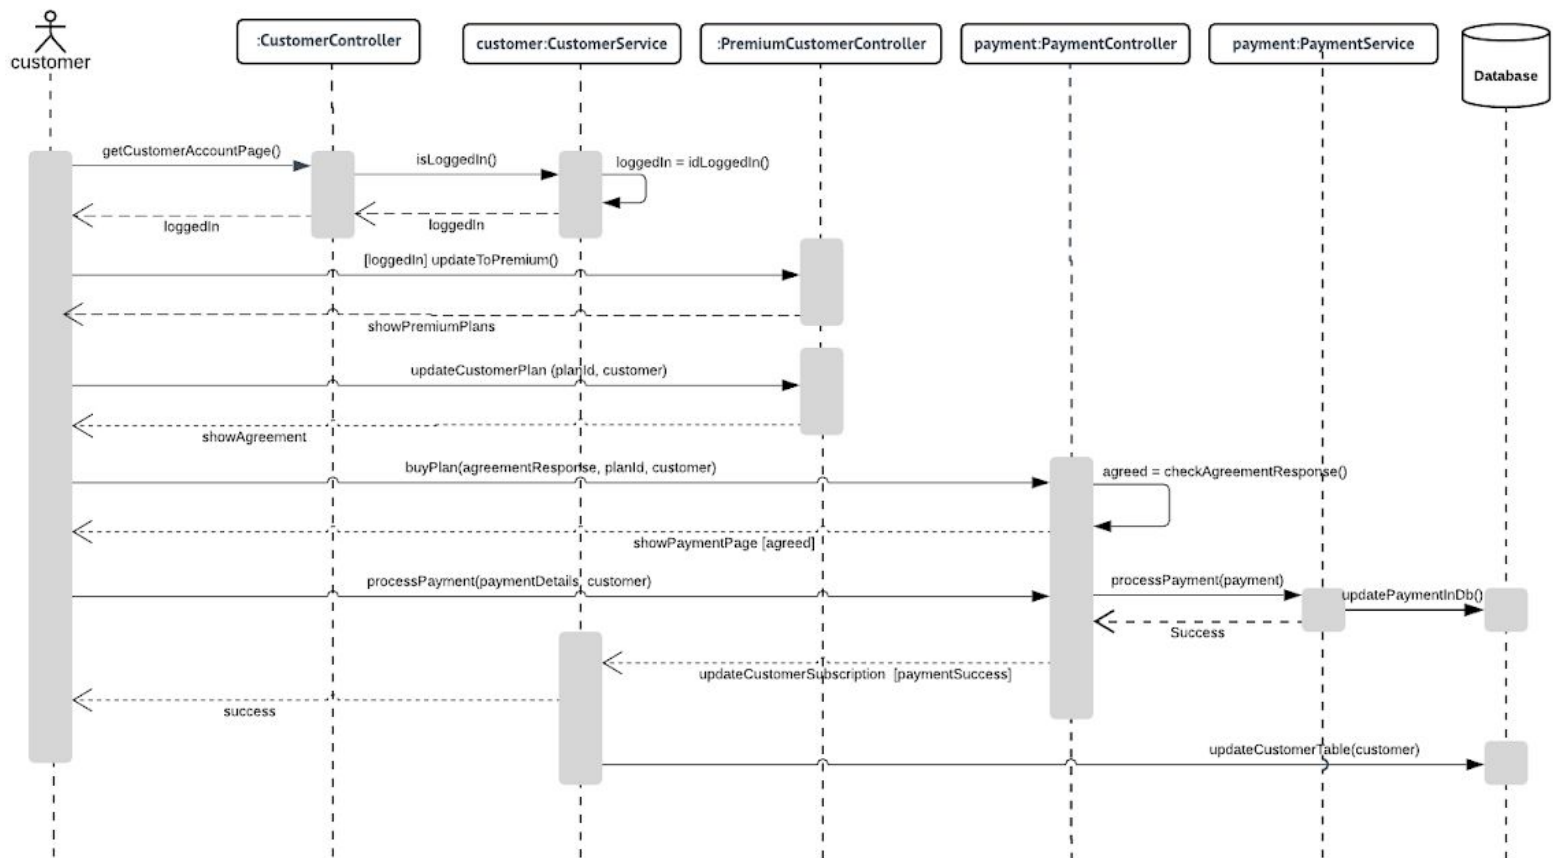 customer
:CustomerController
customer:CustomerService
:PremiumCustomerController
payment:PaymentController
payment:PaymentService
Database
getCustomerAccountPage()
isLoggedIn()
loggedIn = idLoggedIn()
loggedIn
loggedIn
[loggedIn] updateToPremium()
showPremiumPlans
updateCustomerPlan (planId, customer)
showAgreement
buyPlan(agreementResponse, planId, customer)
agreed = checkAgreementResponse()
showPaymentPage [agreed]
processPayment(paymentDetails, customer)
processPayment(payment)
updatePaymentInDb()
Success
updateCustomerSubscription [paymentSuccess]
success
updateCustomerTable(customer)